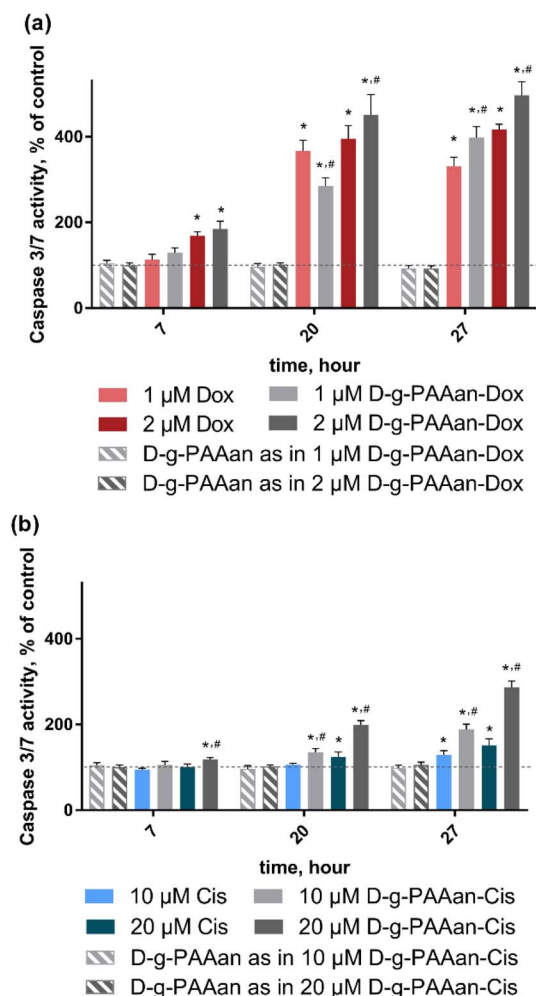 (a)
Caspase 3/7 activity, % of control
400
200
0
* *
* *,# * *,#
* *,# * *,#
7 20 27
time, hour
1 µM Dox 1 µM D-g-PAAan-Dox
2 µM Dox 2 µM D-g-PAAan-Dox
D-g-PAAan as in 1 µM D-g-PAAan-Dox
D-g-PAAan as in 2 µM D-g-PAAan-Dox
(b)
Caspase 3/7 activity, % of control
400
200
0
*,#
*,# * *,#
* *,# * *,#
7 20 27
time, hour
10 µM Cis 10 µM D-g-PAAan-Cis
20 µM Cis 20 µM D-g-PAAan-Cis
D-g-PAAan as in 10 µM D-g-PAAan-Cis
D-g-PAAan as in 20 µM D-g-PAAan-Cis